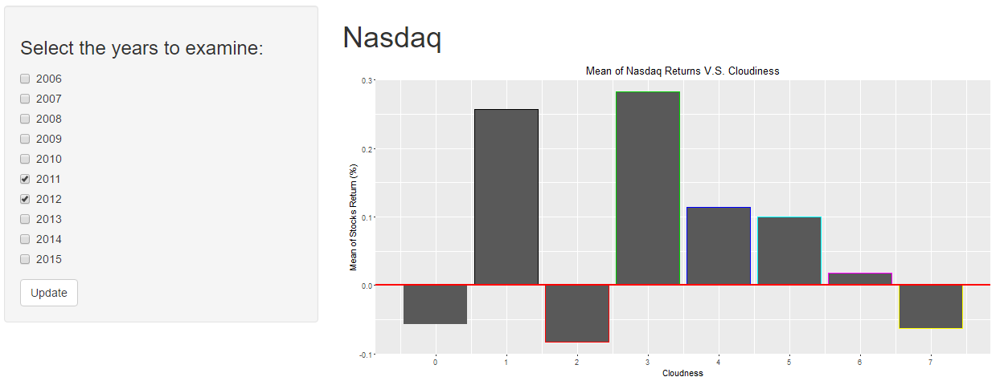 Select the years to examine:
2006
2007
2008
2009
2010
2011
2012
2013
2014
2015
Update
Nasdaq
Mean of Nasdaq Returns V.S. Cloudiness
Mean of Stocks Return (%)
0.3
0.2
0.1
0.0
-0.1
0 1 2 3 4 5 6 7
Cloudness